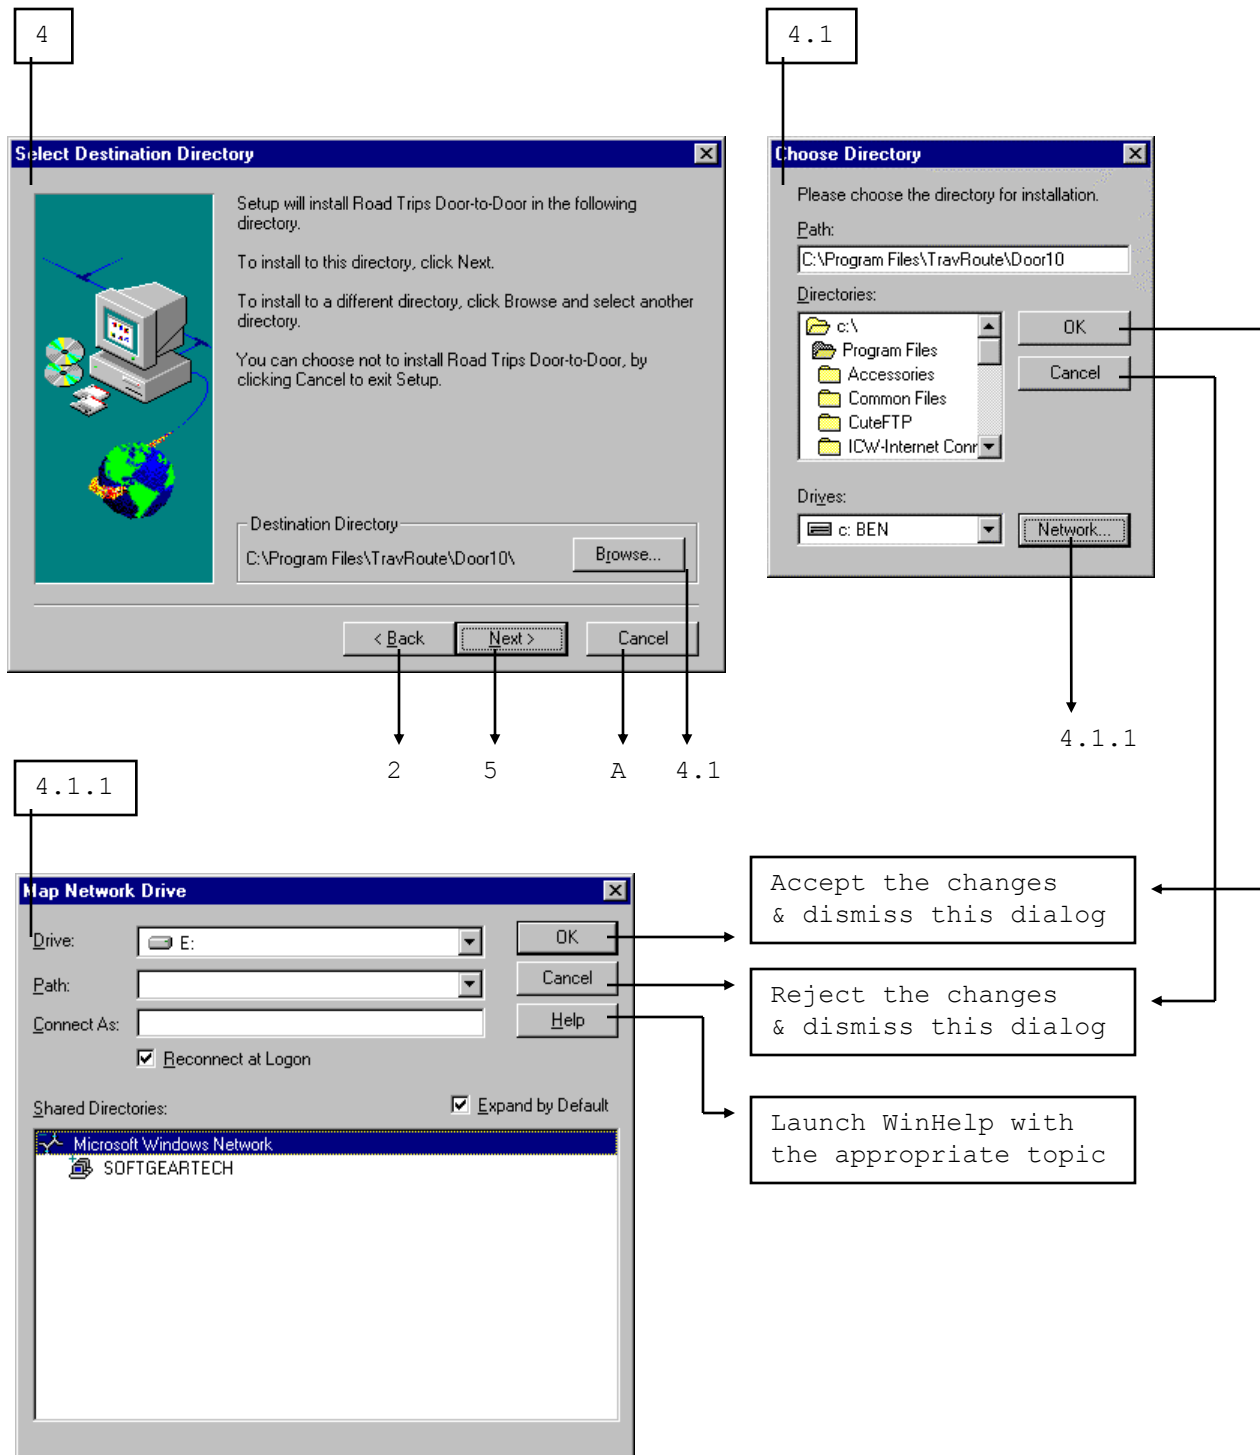 4
4.1
Select Destination Directory
Setup will install Road Trips Door-to-Door in the following
directory.
To install to this directory, click Next.
To install to a different directory, click Browse and select another
directory.
You can choose not to install Road Trips Door-to-Door, by
clicking Cancel to exit Setup.
Destination Directory
C:\Program Files\TravRoute\Door10\
Browse...
< Back
Next >
Cancel
2
5
A
4.1
Choose Directory
Please choose the directory for installation.
Path:
C:\Program Files\TravRoute\Door10
Directories:
c:\
Program Files
Accessories
Common Files
CuteFTP
ICW-Internet Conr
OK
Cancel
Drives:
c: BEN
Network...
4.1.1
4.1.1
Map Network Drive
Drive:
E:
OK
Path:
Cancel
Connect As:
Help
Reconnect at Logon
Shared Directories:
Expand by Default
Microsoft Windows Network
SOFTGEARTECH
Accept the changes
& dismiss this dialog
Reject the changes
& dismiss this dialog
Launch WinHelp with
the appropriate topic